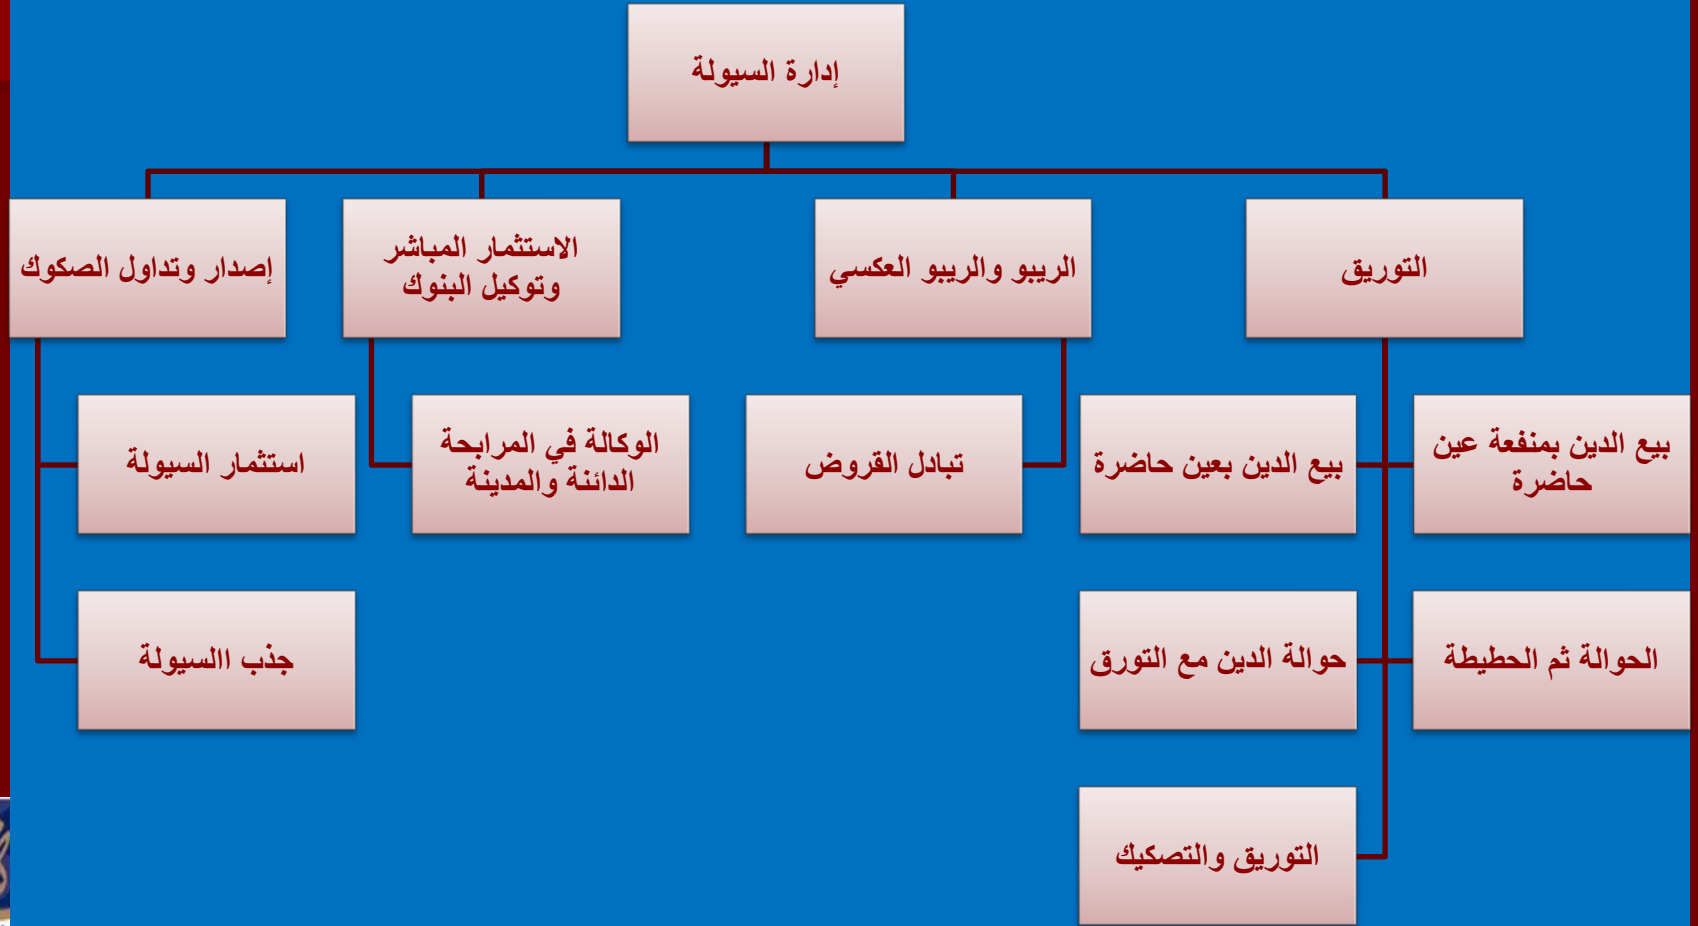 إدارة السيولة
التوريق
الريبو والريبو العكسي
الاستثمار المباشر
وتوكيل البنوك
إصدار وتداول الصكوك
بيع الدين بمنفعة عين
حاضرة
بيع الدين بعين حاضرة
تبادل القروض
الوكالة في المرابحة
الدائنة والمدينة
استثمار السيولة
الحوالة ثم الحطيطة
حوالة الدين مع التورق
جذب االسيولة
التوريق والتصكيك